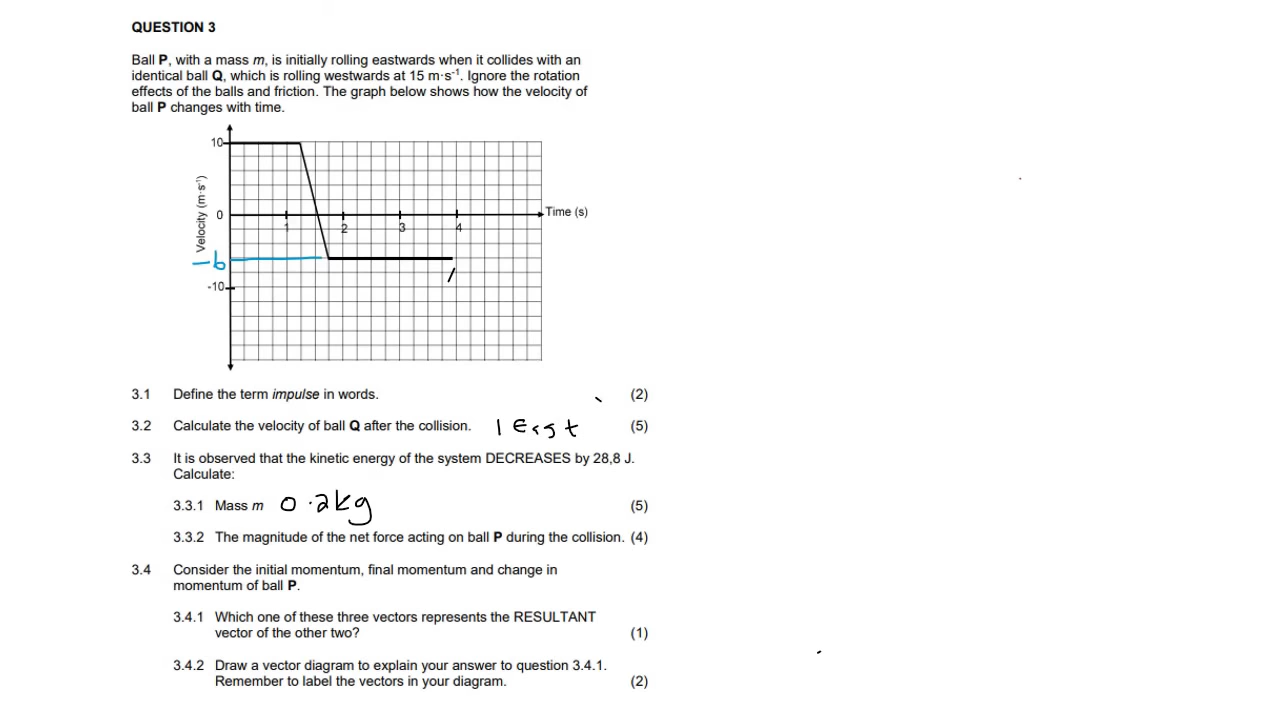 QUESTION 3
Ball P, with a mass m, is initially rolling eastwards when it collides with an
identical ball Q, which is rolling westwards at 15 m·s⁻¹. Ignore the rotation
effects of the balls and friction. The graph below shows how the velocity of
ball P changes with time.
10
Velocity (m·s⁻¹)
0
Time (s)
1
2
3
4
-6
-10
3.1 Define the term impulse in words. (2)
3.2 Calculate the velocity of ball Q after the collision. 1 East (5)
3.3 It is observed that the kinetic energy of the system DECREASES by 28,8 J.
Calculate:
3.3.1 Mass m 0.2kg (5)
3.3.2 The magnitude of the net force acting on ball P during the collision. (4)
3.4 Consider the initial momentum, final momentum and change in
momentum of ball P.
3.4.1 Which one of these three vectors represents the RESULTANT
vector of the other two? (1)
3.4.2 Draw a vector diagram to explain your answer to question 3.4.1.
Remember to label the vectors in your diagram. (2)